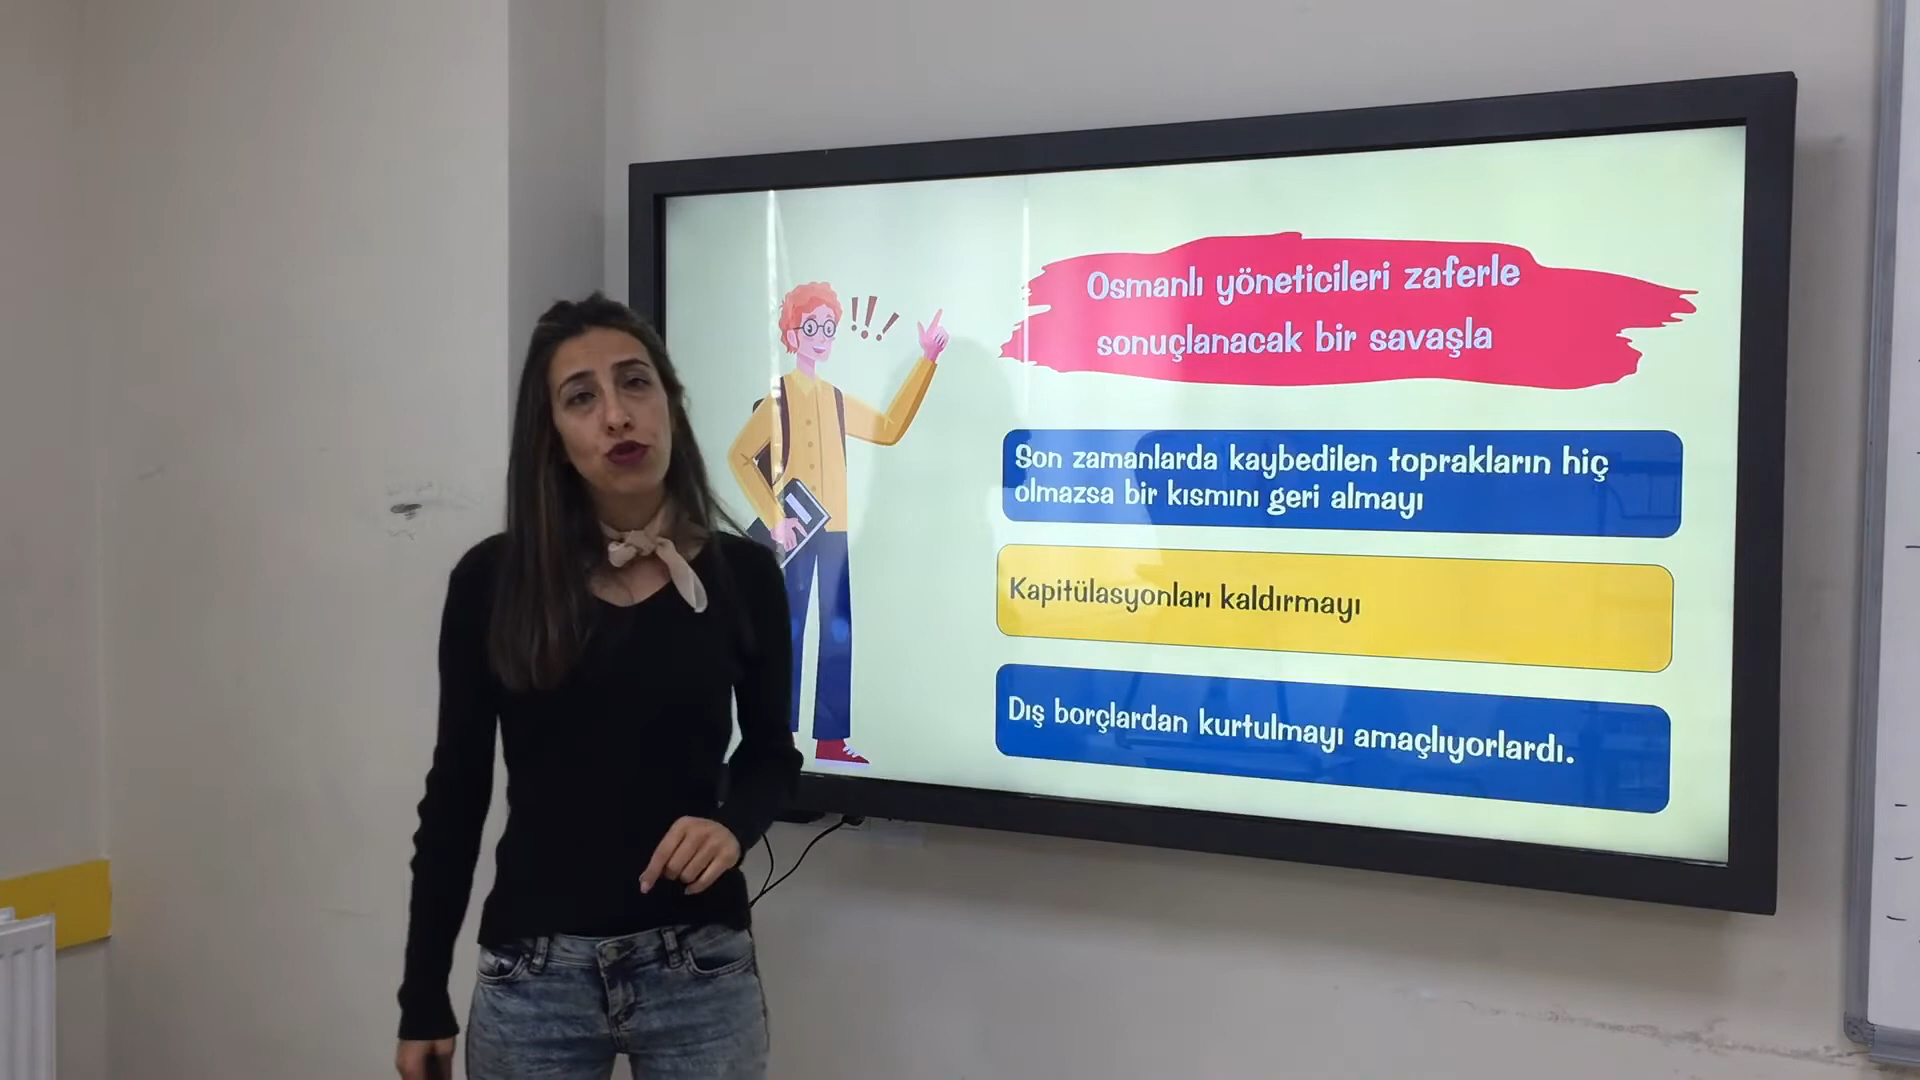 Osmanlı yöneticileri zaferle
sonuçlanacak bir savaşla
Son zamanlarda kaybedilen toprakların hiç
olmazsa bir kısmını geri almayı
Kapitülasyonları kaldırmayı
Dış borçlardan kurtulmayı amaçlıyorlardı.